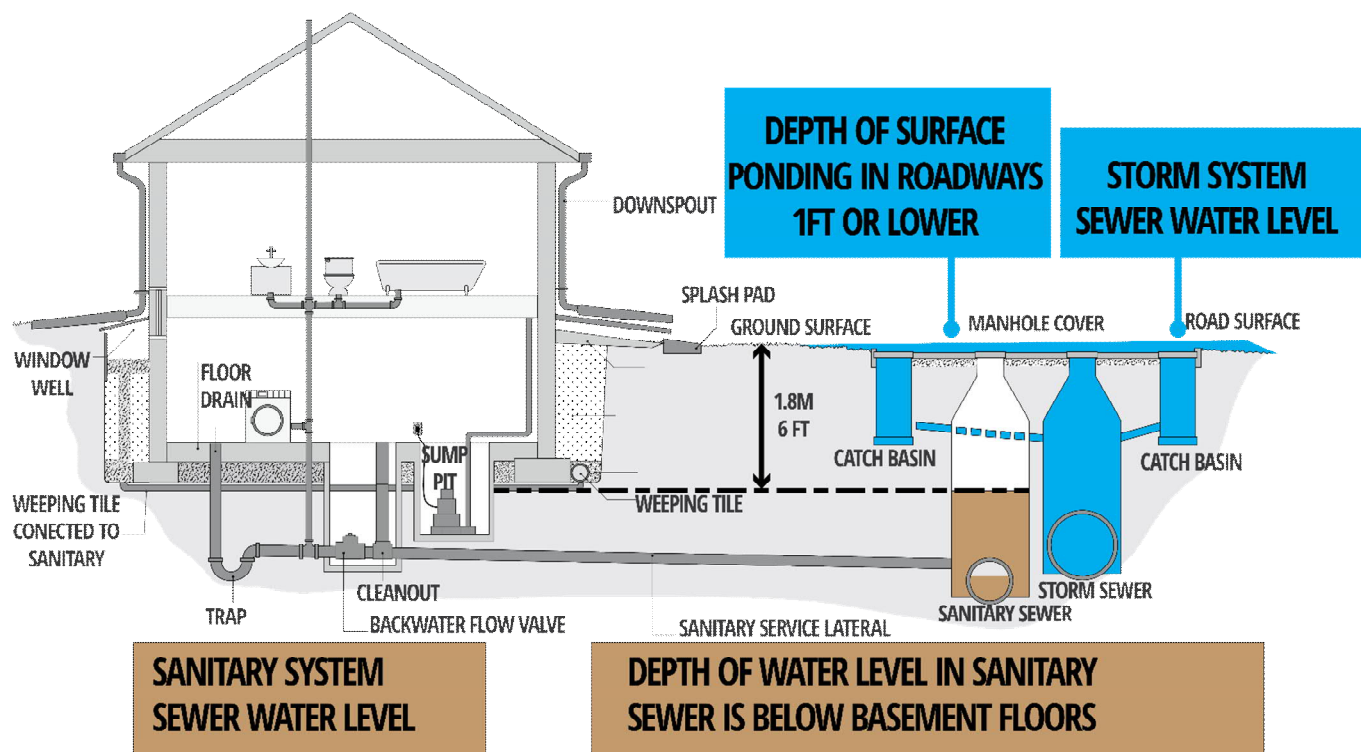 DEPTH OF SURFACE
PONDING IN ROADWAYS
1FT OR LOWER
STORM SYSTEM
SEWER WATER LEVEL
DOWNSPOUT
SPLASH PAD
GROUND SURFACE
MANHOLE COVER
ROAD SURFACE
WINDOW
WELL
FLOOR
DRAIN
1.8M
6 FT
SUMP
PIT
CATCH BASIN
CATCH BASIN
WEEPING TILE
CONECTED TO
SANITARY
WEEPING TILE
TRAP
CLEANOUT
BACKWATER FLOW VALVE
SANITARY SERVICE LATERAL
STORM SEWER
SANITARY SEWER
SANITARY SYSTEM
SEWER WATER LEVEL
DEPTH OF WATER LEVEL IN SANITARY
SEWER IS BELOW BASEMENT FLOORS